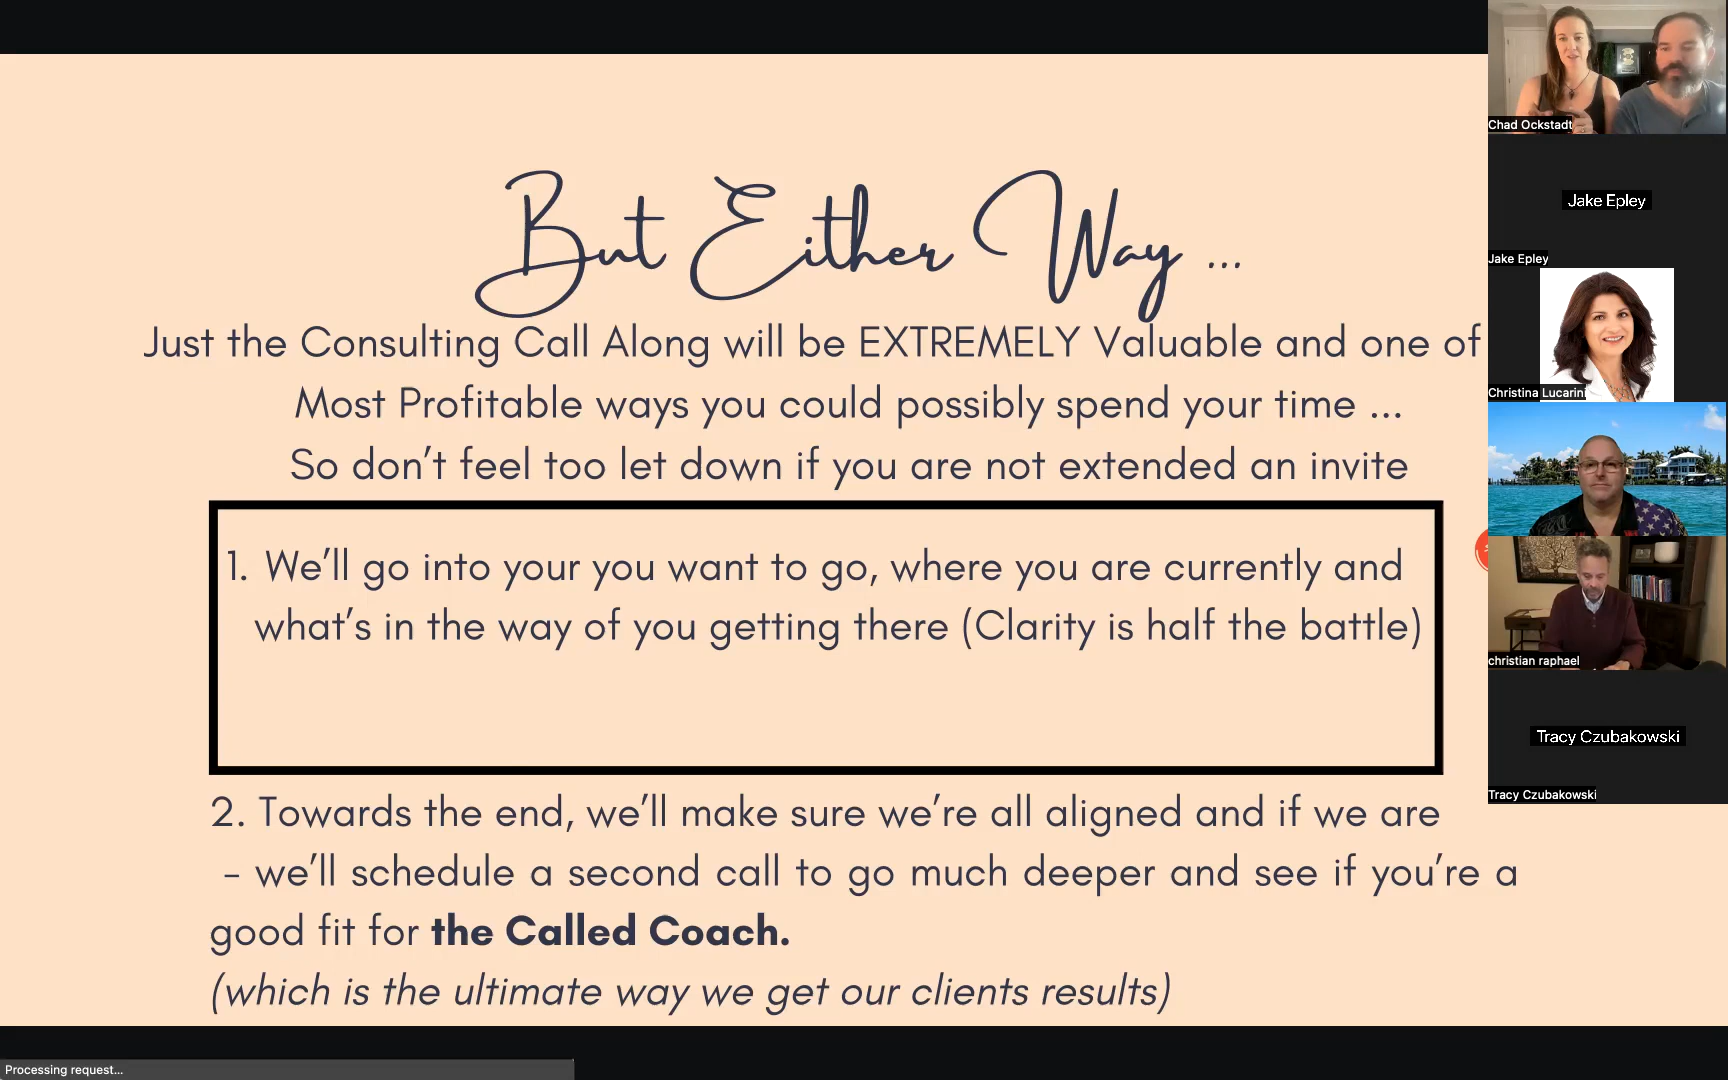 But Either Way ...
Just the Consulting Call Along will be EXTREMELY Valuable and one of
Most Profitable ways you could possibly spend your time ...
So don't feel too let down if you are not extended an invite
1. We'll go into your you want to go, where you are currently and
what's in the way of you getting there (Clarity is half the battle)
2. Towards the end, we'll make sure we're all aligned and if we are
- we'll schedule a second call to go much deeper and see if you're a
good fit for the Called Coach.
(which is the ultimate way we get our clients results)
Chad Ockstadt
Jake Epley
Jake Epley
Christina Lucarini
christian raphael
Tracy Czubakowski
Tracy Czubakowski
Processing request...